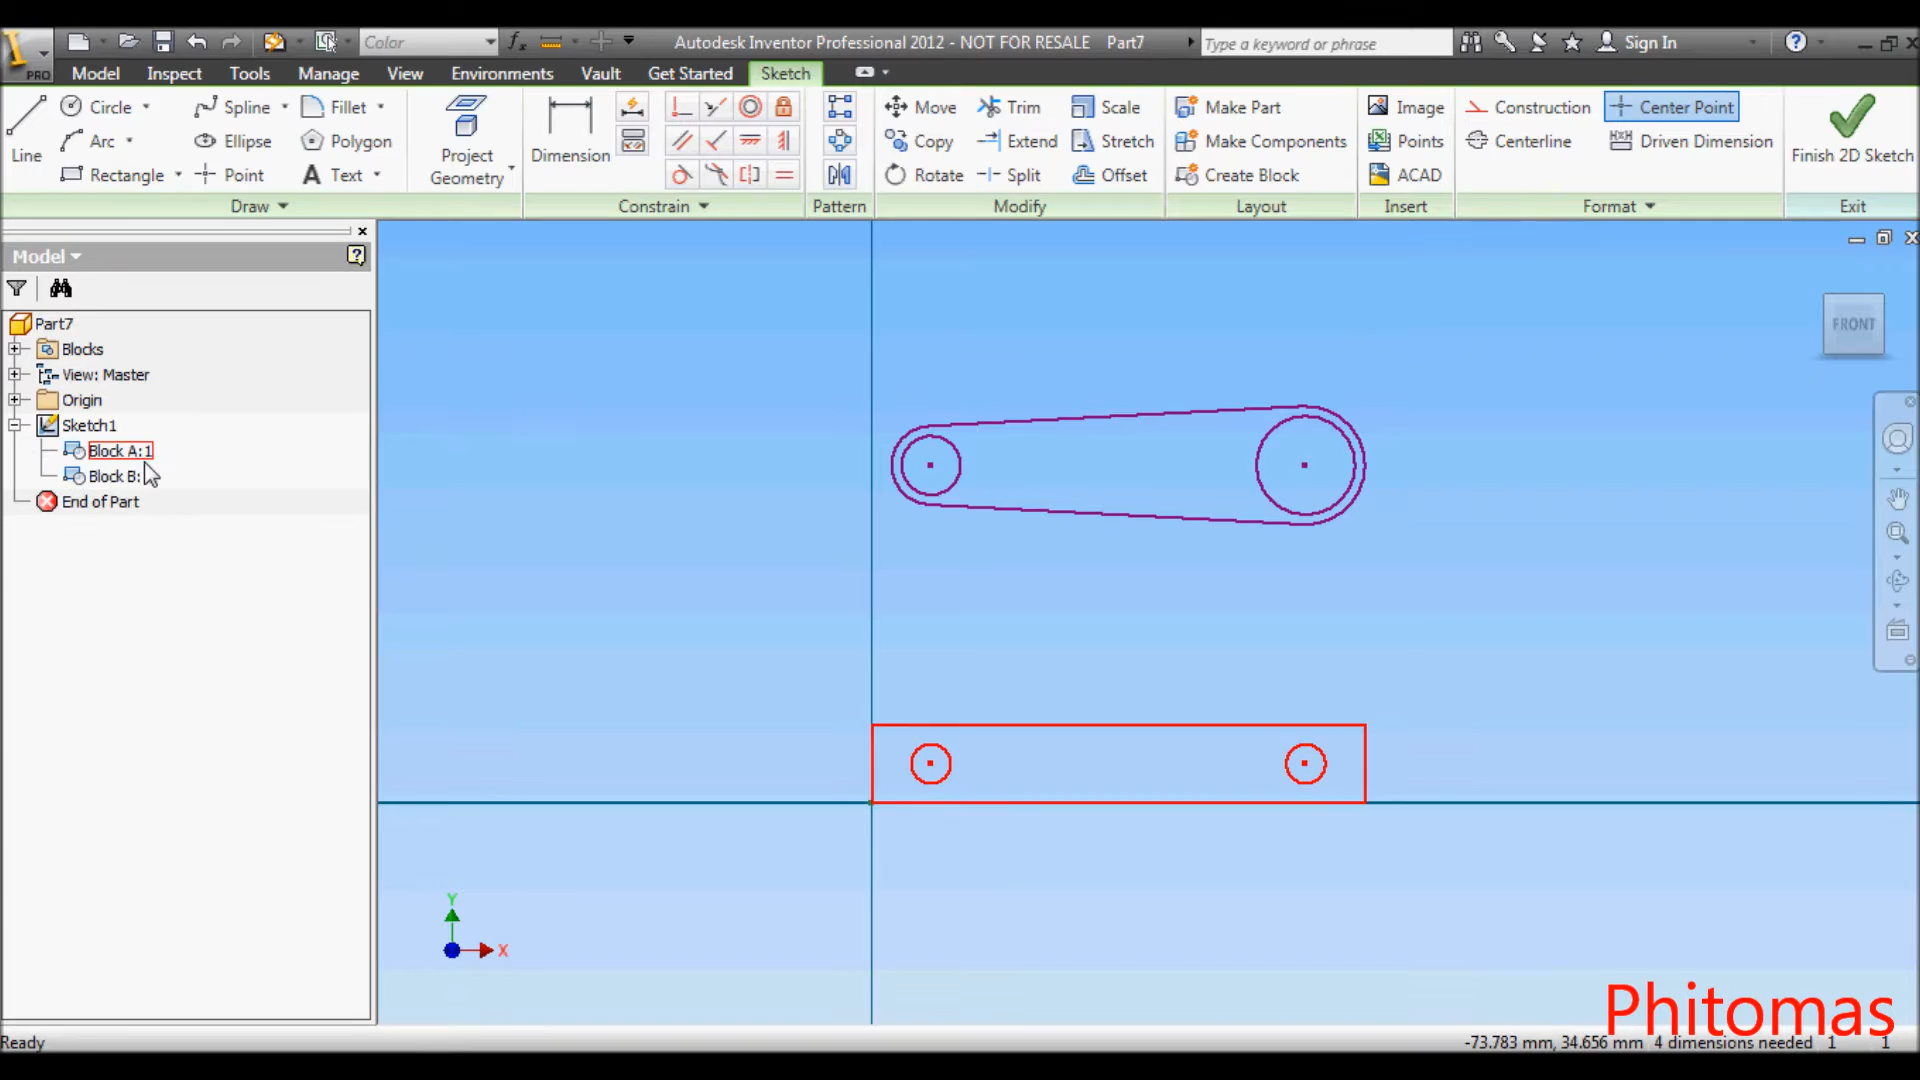 PRO
Color
Autodesk Inventor Professional 2012 - NOT FOR RESALE Part7
Type a keyword or phrase
Sign In
Model Inspect Tools Manage View Environments Vault Get Started Sketch
Line
Circle
Arc
Rectangle
Spline
Ellipse
Point
Fillet
Polygon
Text
Project
Geometry
Dimension
Move
Copy
Rotate
Trim
Extend
Split
Scale
Stretch
Offset
Make Part
Make Components
Create Block
Image
Points
ACAD
Construction
Centerline
Center Point
Driven Dimension
Finish 2D Sketch
Draw
Constrain
Pattern
Modify
Layout
Insert
Format
Exit
Model
Part7
Blocks
View: Master
Origin
Sketch1
Block A:1
Block B:
End of Part
FRONT
Y
X
Phitomas
Ready
-73.783 mm, 34.656 mm 4 dimensions needed 1 1